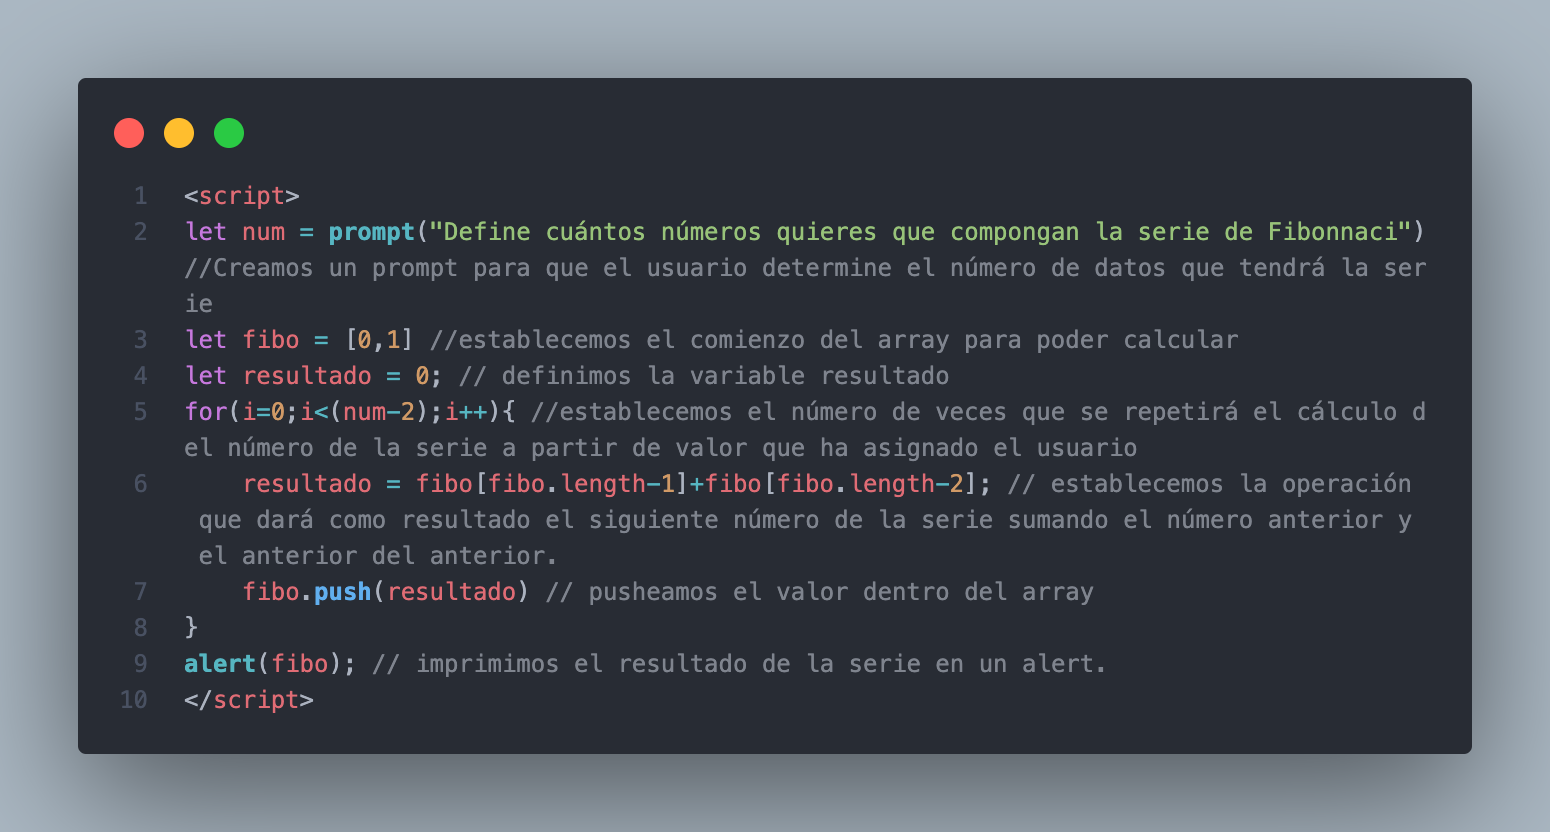 1 <script>
2 let num = prompt("Define cuántos números quieres que compongan la serie de Fibonnaci")
//Creamos un prompt para que el usuario determine el número de datos que tendrá la ser
ie
3 let fibo = [0,1] //establecemos el comienzo del array para poder calcular
4 let resultado = 0; // definimos la variable resultado
5 for(i=0;i<(num-2);i++){ //establecemos el número de veces que se repetirá el cálculo d
el número de la serie a partir de valor que ha asignado el usuario
6     resultado = fibo[fibo.length-1]+fibo[fibo.length-2]; // establecemos la operación
 que dará como resultado el siguiente número de la serie sumando el número anterior y
 el anterior del anterior.
7     fibo.push(resultado) // pusheamos el valor dentro del array
8 }
9 alert(fibo); // imprimimos el resultado de la serie en un alert.
10 </script>